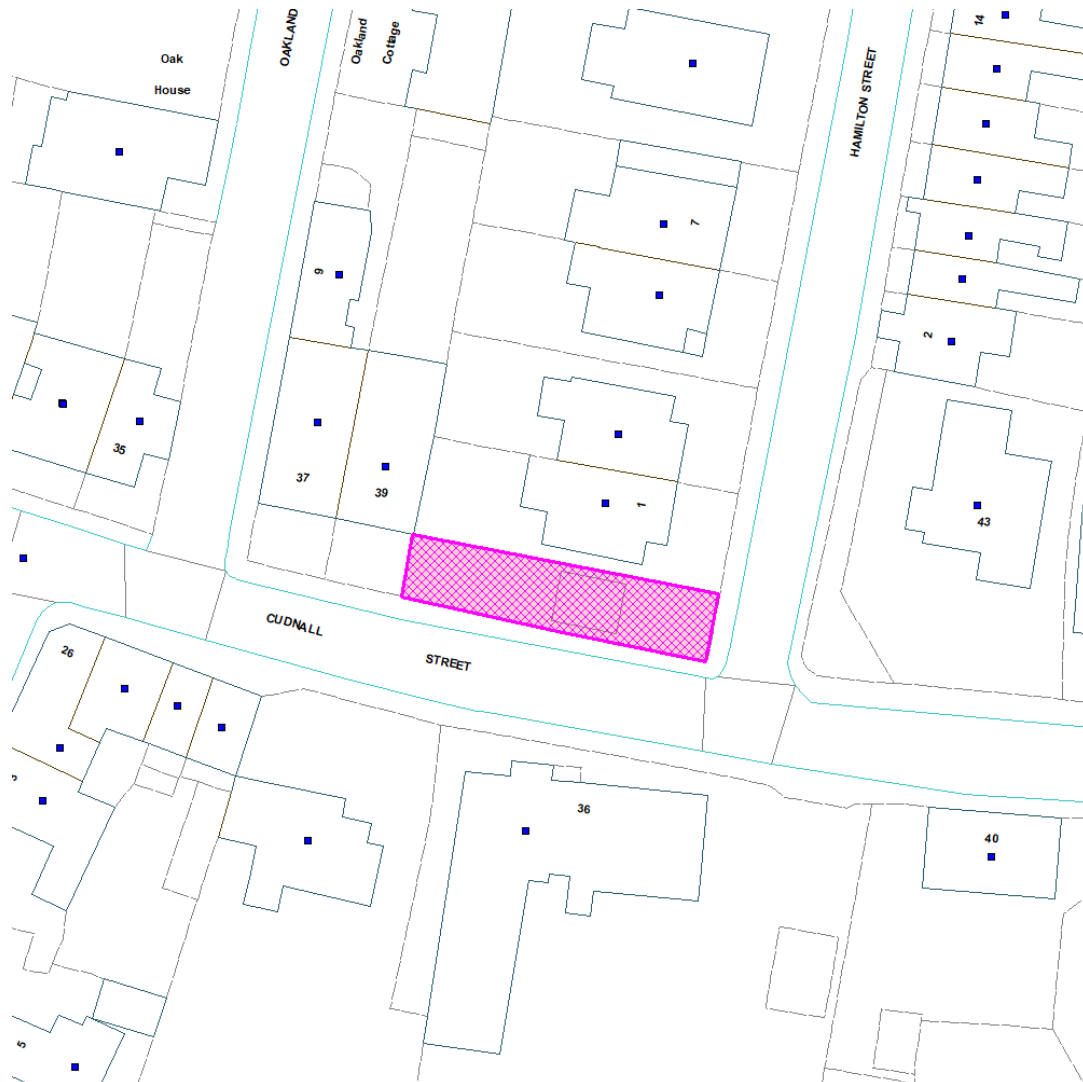 OAKLAND
Oakland
Cottage
Oak
House
HAMILTON STREET
14
7
9
2
35
37
39
1
43
CUDNALL
STREET
26
36
40
5